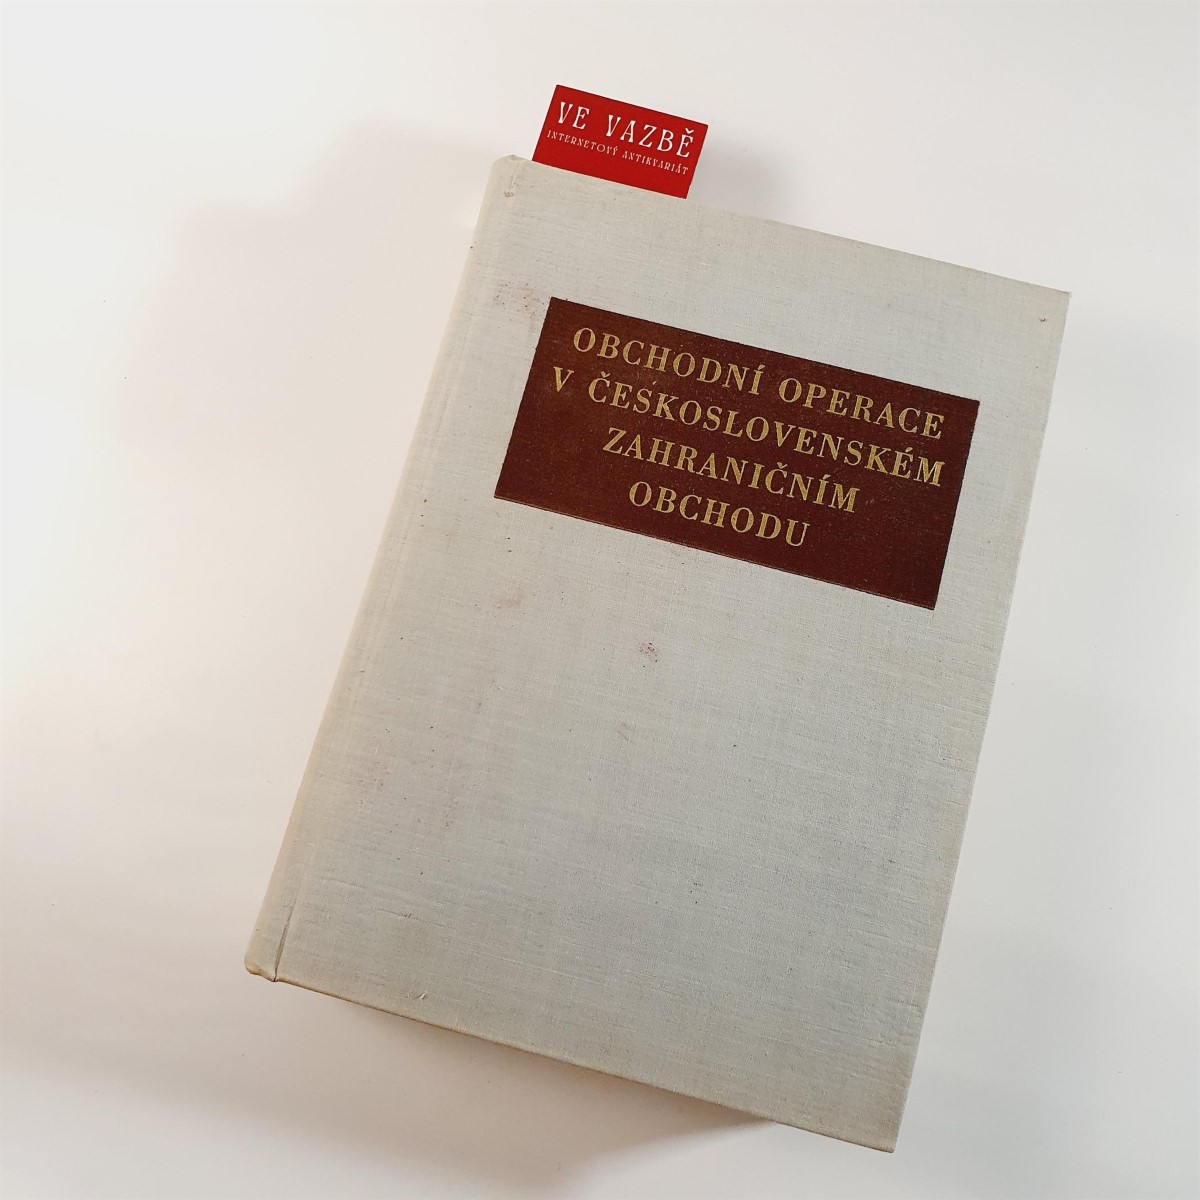 VE VAZBĚ
INTERNETOVÝ ANTIKVARIÁT
OBCHODNÍ OPERACE
V ČESKOSLOVENSKÉM
ZAHRANIČNÍM
OBCHODU